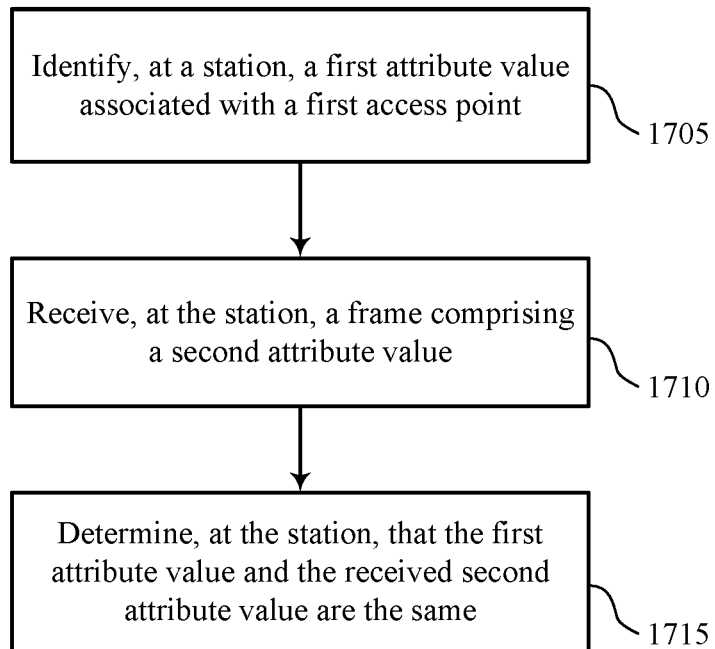 Identify, at a station, a first attribute value
associated with a first access point
1705
Receive, at the station, a frame comprising
a second attribute value
1710
Determine, at the station, that the first
attribute value and the received second
attribute value are the same
1715